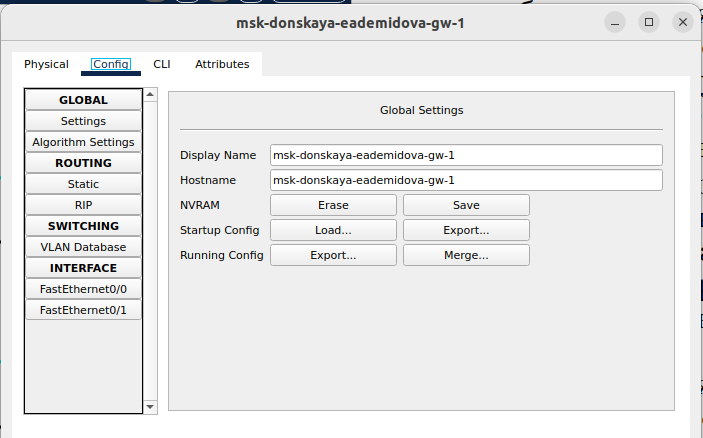 msk-donskaya-eademidova-gw-1
Physical Config CLI Attributes
GLOBAL
Settings
Algorithm Settings
ROUTING
Static
RIP
SWITCHING
VLAN Database
INTERFACE
FastEthernet0/0
FastEthernet0/1
Global Settings
Display Name msk-donskaya-eademidova-gw-1
Hostname msk-donskaya-eademidova-gw-1
NVRAM Erase Save
Startup Config Load... Export...
Running Config Export... Merge...